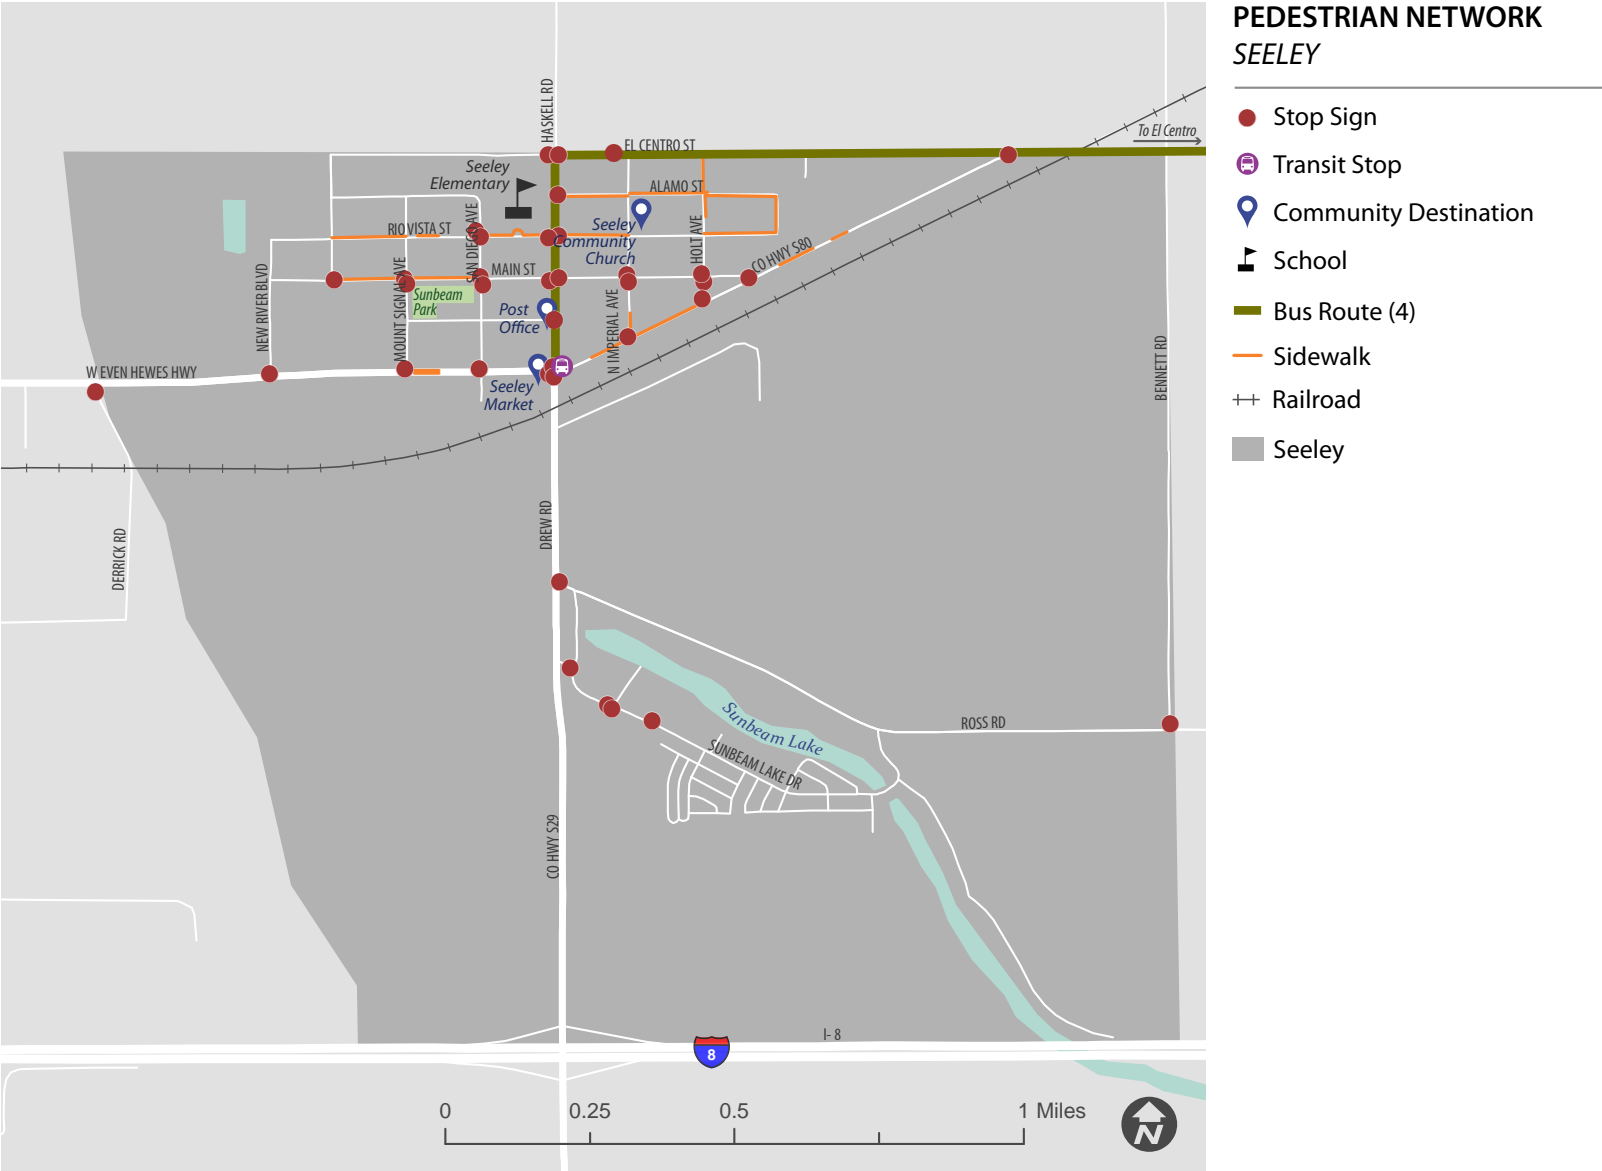 PEDESTRIAN NETWORK
SEELEY
Stop Sign
Transit Stop
Community Destination
School
Bus Route (4)
Sidewalk
Railroad
Seeley
HASKELL RD
EL CENTRO ST
To El Centro
Seeley
Elementary
ALAMO ST
RIO VISTA ST
SAN DIEGO AVE
Seeley
Community
Church
HOLT AVE
CO HWY S80
MAIN ST
NEW RIVER BLVD
MOUNT SIGNAL AVE
Sunbeam
Park
Post
Office
N IMPERIAL AVE
BENNETT RD
W EVEN HEWES HWY
Seeley
Market
DREW RD
DERRICK RD
Sunbeam Lake
ROSS RD
SUNBEAM LAKE DR
CO HWY S29
I- 8
8
0
0.25
0.5
1 Miles
N